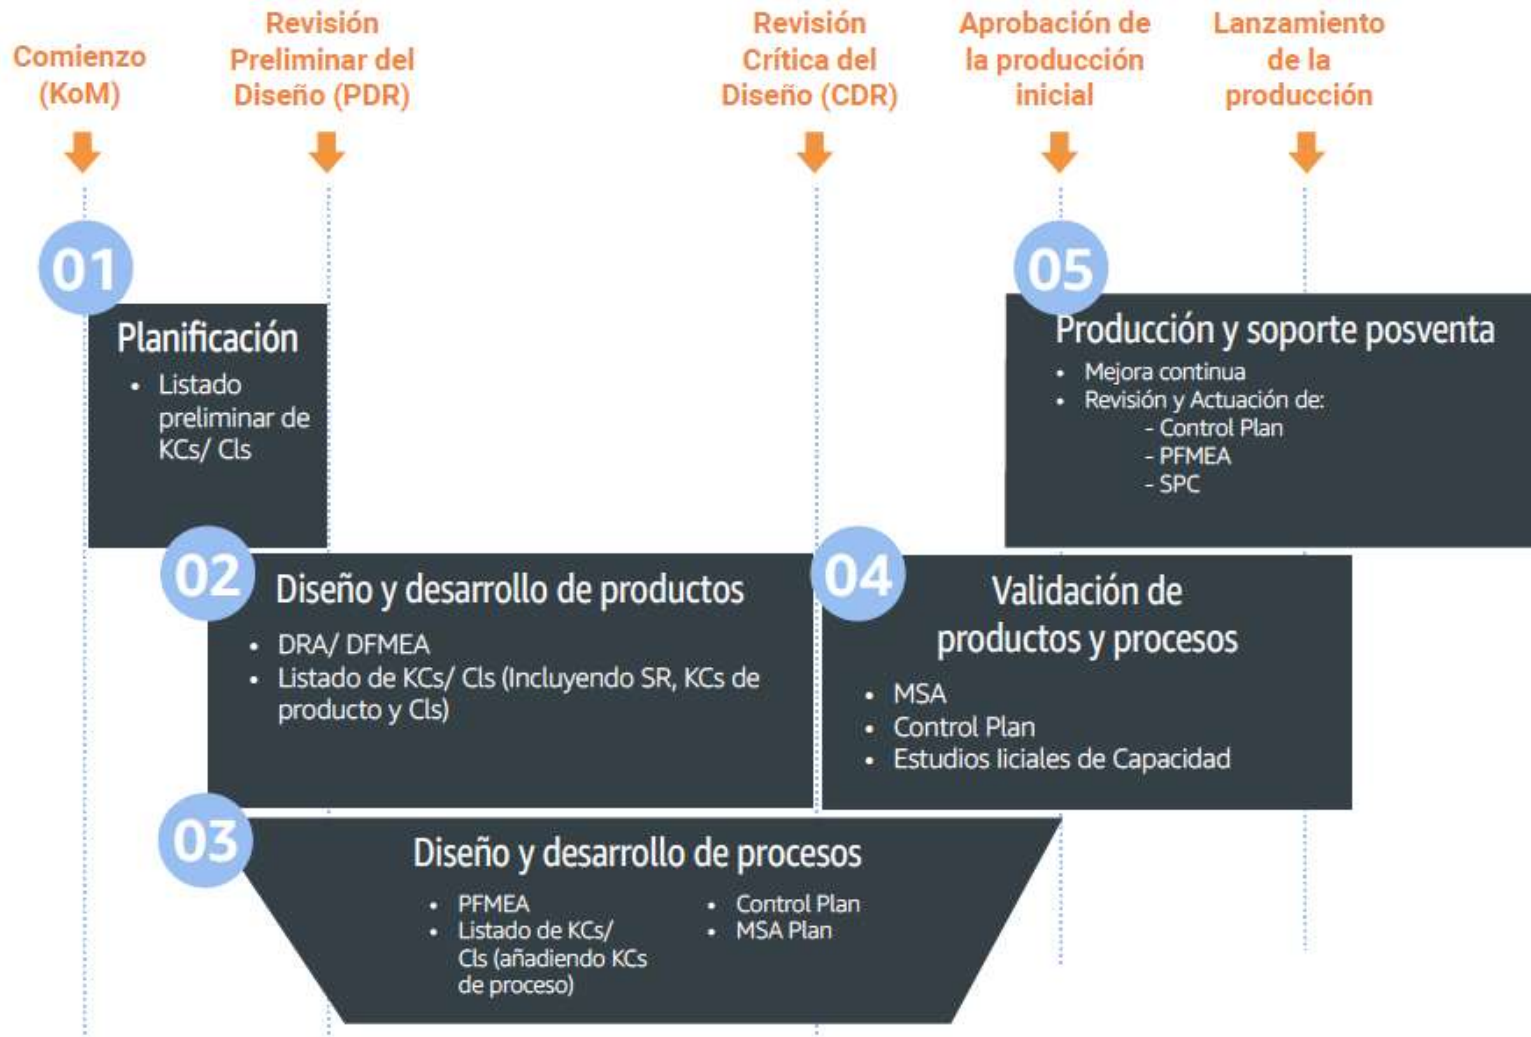 Comienzo
(KoM)
Revisión
Preliminar del
Diseño (PDR)
Revisión
Crítica del
Diseño (CDR)
Aprobación de
la producción
inicial
Lanzamiento
de la
producción
01
Planificación
• Listado
preliminar de
KCs/ Cls
05
Producción y soporte posventa
• Mejora continua
• Revisión y Actuación de:
- Control Plan
- PFMEA
- SPC
02
Diseño y desarrollo de productos
• DRA/ DFMEA
• Listado de KCs/ Cls (Incluyendo SR, KCs de
producto y Cls)
04
Validación de
productos y procesos
• MSA
• Control Plan
• Estudios Iiciales de Capacidad
03
Diseño y desarrollo de procesos
• PFMEA
• Listado de KCs/
Cls (añadiendo KCs
de proceso)
• Control Plan
• MSA Plan